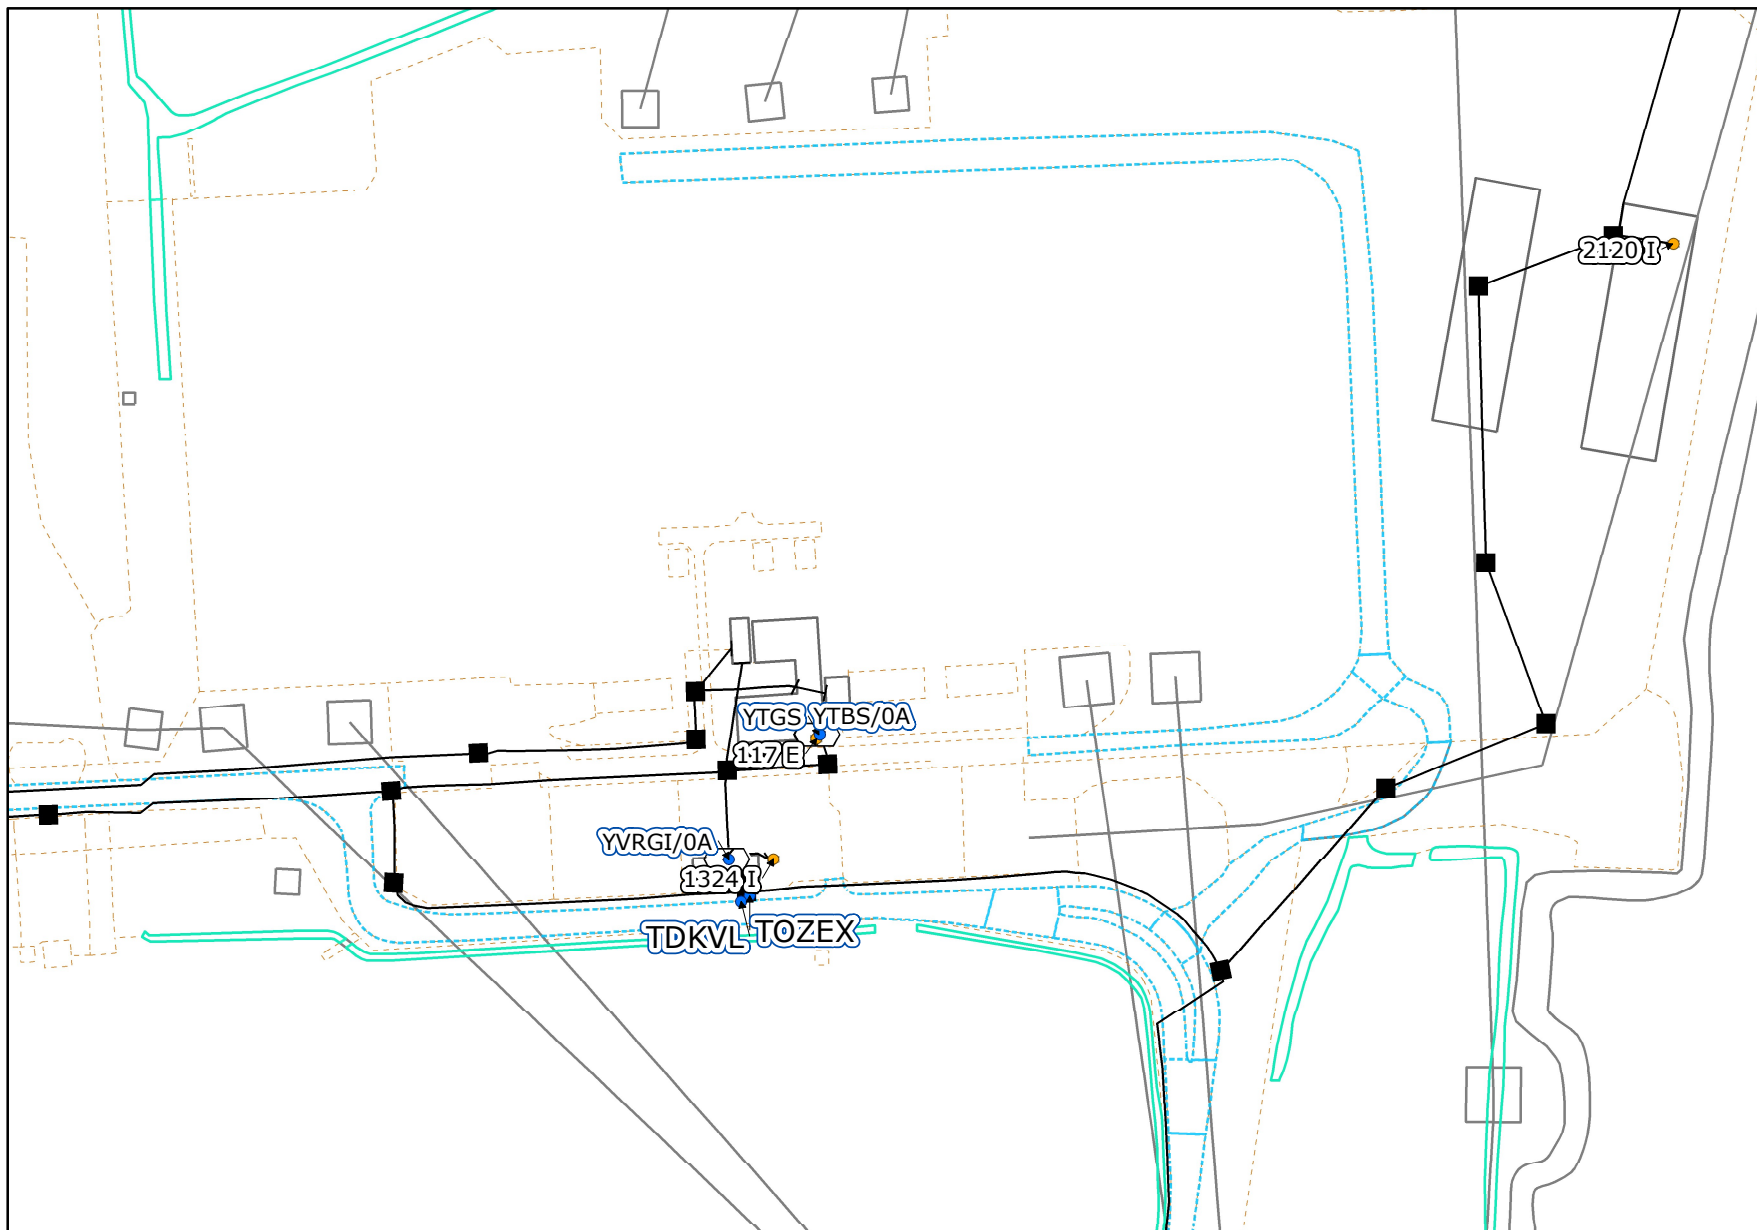 2120 I
YTGS YTBS/0A
117 E
YVRGI/0A
1324 I
TDKVL TOZEX